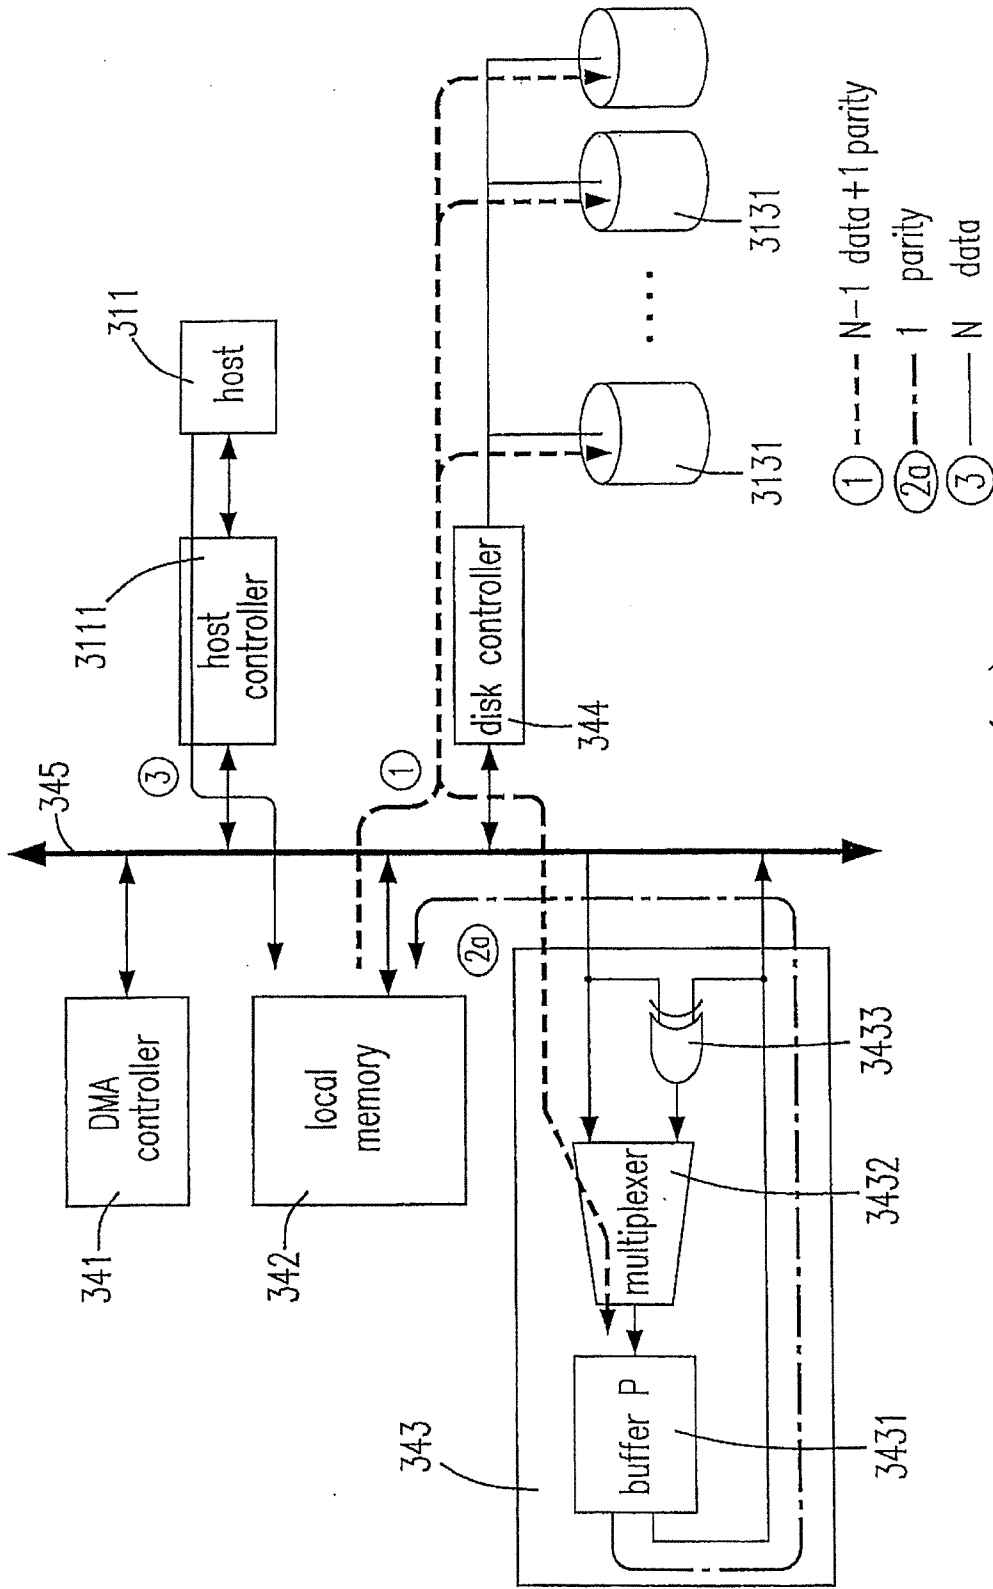 341
DMA
controller
345
3111
host
controller
311
host
3
342
local
memory
1
2a
343
344
disk controller
3131
3131
....
buffer P
multiplexer
3431
3432
3433
1 N-1 data+1 parity
2a 1 parity
3 N data